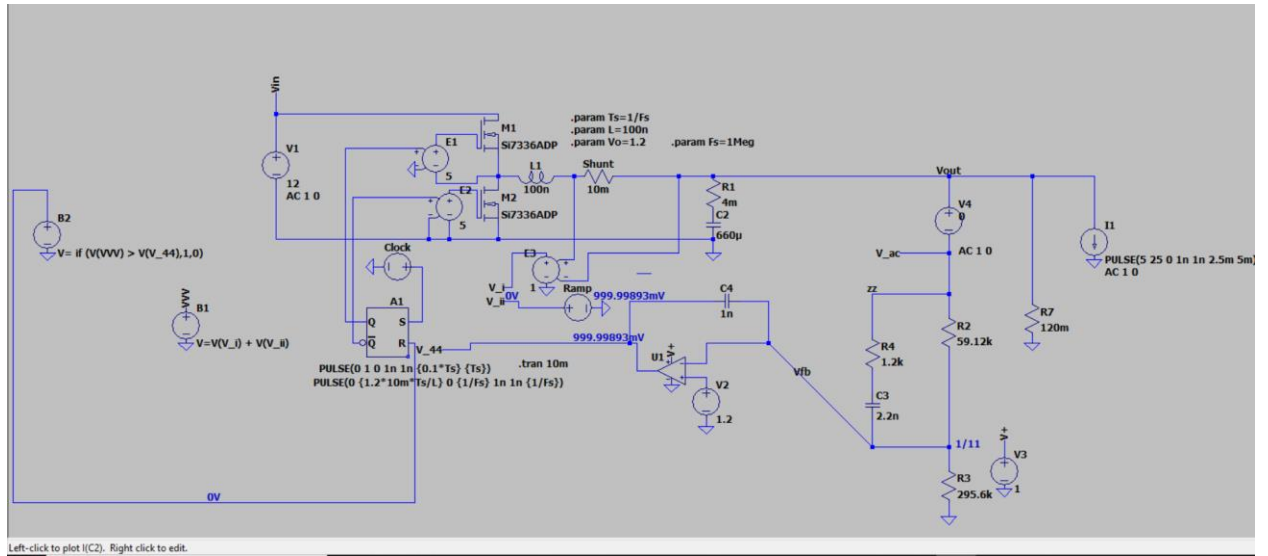 Vin
.param Ts=1/Fs
.param L=100n
.param Vo=1.2
.param Fs=1Meg
V1
12
AC 1 0
M1
Si7336ADP
E1
5
M2
Si7336ADP
E2
5
L1
100n
Shunt
10m
R1
4m
C2
660µ
Vout
V4
0
AC 1 0
V_ac
I1
PULSE(5 25 0 1n 1n 2.5m 5m)
AC 1 0
B2
V= if (V(VVV) > V(V_44),1,0)
VVV
B1
V=V(V_i) + V(V_ii)
Clock
A1
Q
S
Q
R
E3
1
V_i
V_ii
0V
Ramp
999.99893mV
C4
1n
zz
R2
59.12k
R4
1.2k
C3
2.2n
R7
120m
999.99893mV
V_44
U1
V+
V2
1.2
Vfb
PULSE(0 1 0 1n 1n {0.1*Ts} {Ts})
.tran 10m
PULSE(0 {1.2*10m*Ts/L} 0 {1/Fs} 1n 1n {1/Fs})
1/11
R3
295.6k
V+
V3
1
0V
Left-click to plot I(C2). Right click to edit.